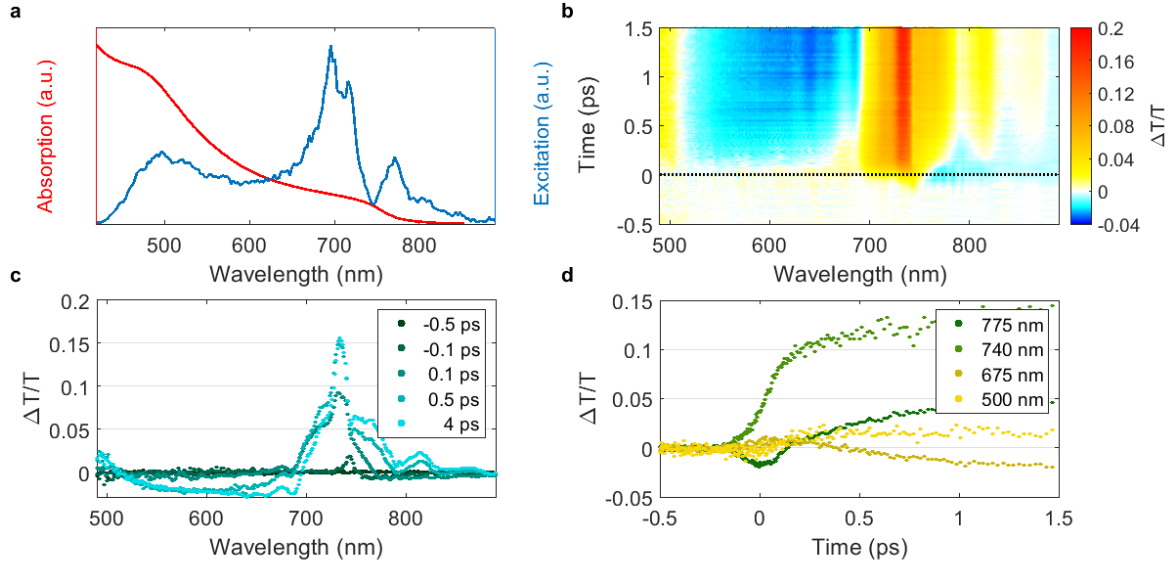 a
Absorption (a.u.)
Excitation (a.u.)
500
600
700
800
Wavelength (nm)
b
Time (ps)
1.5
1
0.5
0
-0.5
500
600
700
800
Wavelength (nm)
0.2
0.16
0.12
0.08
0.04
0
-0.04
ΔT/T
c
Δ T/T
0.2
0.15
0.1
0.05
0
500
600
700
800
Wavelength (nm)
-0.5 ps
-0.1 ps
0.1 ps
0.5 ps
4 ps
d
Δ T/T
0.15
0.1
0.05
0
-0.05
-0.5
0
0.5
1
1.5
Time (ps)
775 nm
740 nm
675 nm
500 nm